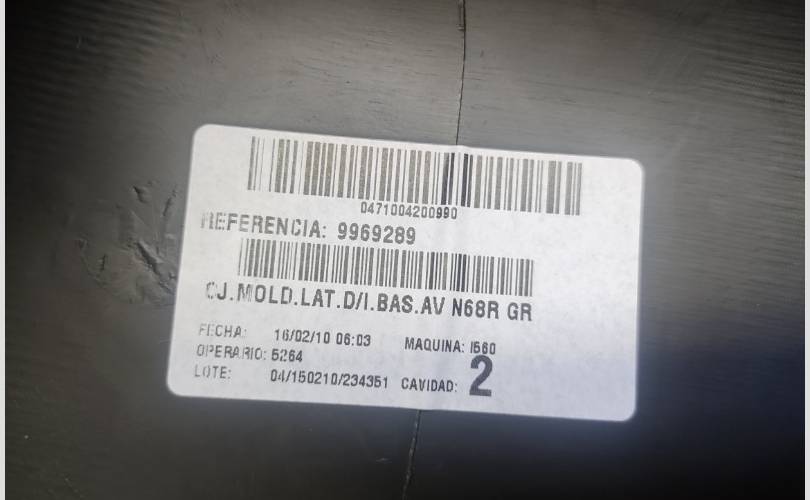 0471004200990
REFERENCIA: 9969289
CJ.MOLD.LAT.D/I.BAS.AV N68R GR
FECHA: 16/02/10 06:03 MAQUINA: I560
OPERARIO: 5264
LOTE: 04/150210/234351 CAVIDAD: 2